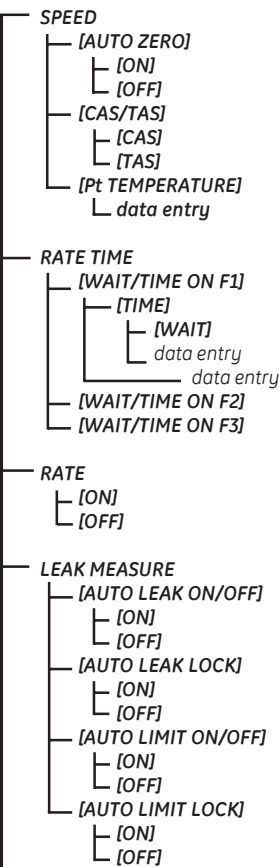 SPEED
[AUTO ZERO]
[ON]
[OFF]
[CAS/TAS]
[CAS]
[TAS]
[Pt TEMPERATURE]
data entry
RATE TIME
[WAIT/TIME ON F1]
[TIME]
[WAIT]
data entry
data entry
[WAIT/TIME ON F2]
[WAIT/TIME ON F3]
RATE
[ON]
[OFF]
LEAK MEASURE
[AUTO LEAK ON/OFF]
[ON]
[OFF]
[AUTO LEAK LOCK]
[ON]
[OFF]
[AUTO LIMIT ON/OFF]
[ON]
[OFF]
[AUTO LIMIT LOCK]
[ON]
[OFF]